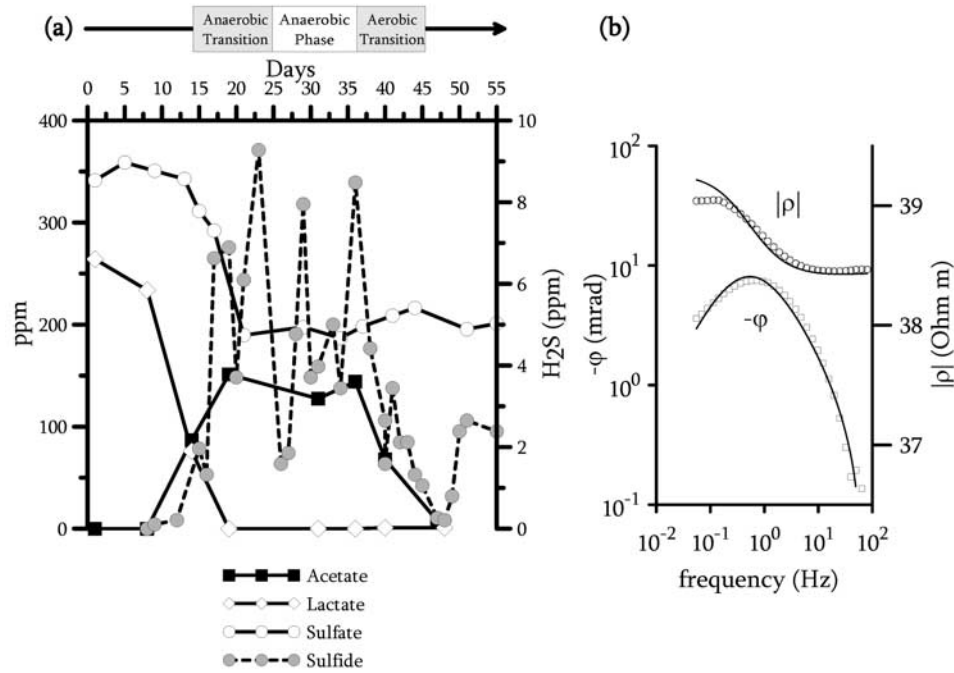 (a)
Anaerobic Transition
Anaerobic Phase
Aerobic Transition
Days
0 5 10 15 20 25 30 35 40 45 50 55
400
300
200
100
0
ppm
10
8
6
4
2
0
H2S (ppm)
Acetate
Lactate
Sulfate
Sulfide
(b)
10^2
10^1
10^0
10^-1
-φ (mrad)
|ρ|
-φ
39
38
37
|ρ| (Ohm m)
10^-2 10^-1 10^0 10^1 10^2
frequency (Hz)